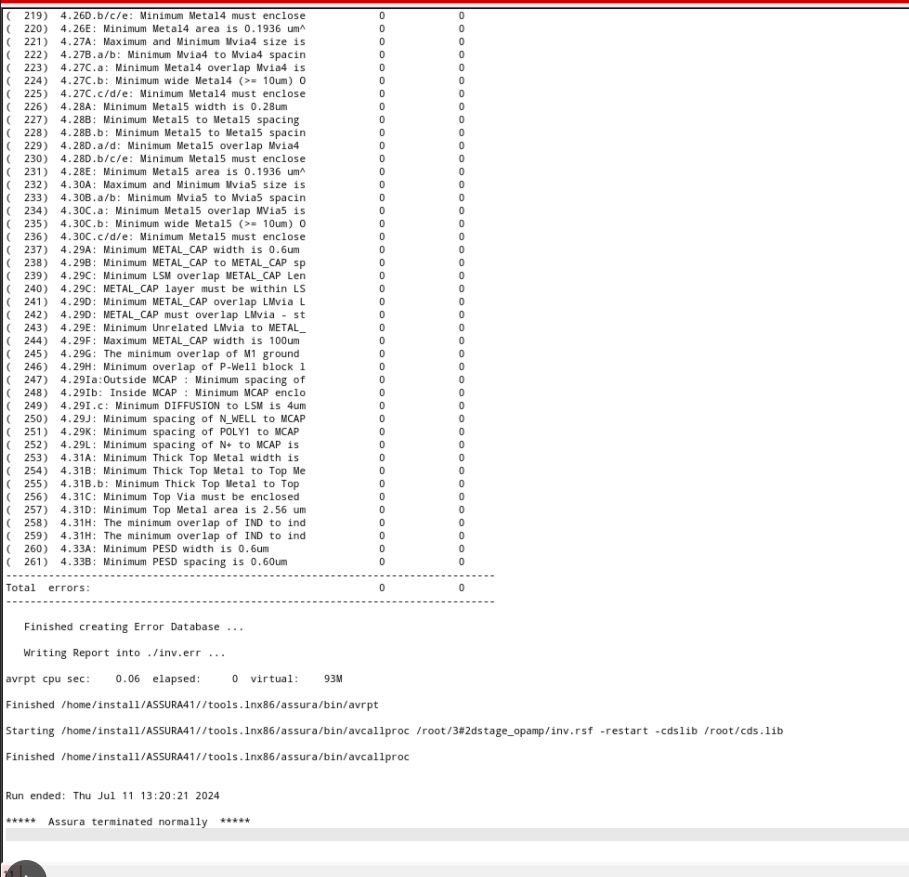 ( 219) 4.26D.b/c/e: Minimum Metal4 must enclose 0 0
( 220) 4.26E: Minimum Metal4 area is 0.1936 um^ 0 0
( 221) 4.27A: Maximum and Minimum Mvia4 size is 0 0
( 222) 4.27B.a/b: Minimum Mvia4 to Mvia4 spacin 0 0
( 223) 4.27C.a: Minimum Metal4 overlap Mvia4 is 0 0
( 224) 4.27C.b: Minimum wide Metal4 (>= 10um) O 0 0
( 225) 4.27C.c/d/e: Minimum Metal4 must enclose 0 0
( 226) 4.28A: Minimum Metal5 width is 0.28um 0 0
( 227) 4.28B: Minimum Metal5 to Metal5 spacing 0 0
( 228) 4.28B.b: Minimum Metal5 to Metal5 spacin 0 0
( 229) 4.28D.a/d: Minimum Metal5 overlap Mvia4 0 0
( 230) 4.28D.b/c/e: Minimum Metal5 must enclose 0 0
( 231) 4.28E: Minimum Metal5 area is 0.1936 um^ 0 0
( 232) 4.30A: Maximum and Minimum Mvia5 size is 0 0
( 233) 4.30B.a/b: Minimum Mvia5 to Mvia5 spacin 0 0
( 234) 4.30C.a: Minimum Metal5 overlap MVia5 is 0 0
( 235) 4.30C.b: Minimum wide Metal5 (>= 10um) O 0 0
( 236) 4.30C.c/d/e: Minimum Metal5 must enclose 0 0
( 237) 4.29A: Minimum METAL_CAP width is 0.6um 0 0
( 238) 4.29B: Minimum METAL_CAP to METAL_CAP sp 0 0
( 239) 4.29C: Minimum LSM overlap METAL_CAP Len 0 0
( 240) 4.29C: METAL_CAP layer must be within LS 0 0
( 241) 4.29D: Minimum METAL_CAP overlap LMvia L 0 0
( 242) 4.29D: METAL_CAP must overlap LMvia - st 0 0
( 243) 4.29E: Minimum Unrelated LMvia to METAL_ 0 0
( 244) 4.29F: Maximum METAL_CAP width is 100um 0 0
( 245) 4.29G: The minimum overlap of M1 ground 0 0
( 246) 4.29H: Minimum overlap of P-Well block l 0 0
( 247) 4.29Ia:Outside MCAP : Minimum spacing of 0 0
( 248) 4.29Ib: Inside MCAP : Minimum MCAP enclo 0 0
( 249) 4.29I.c: Minimum DIFFUSION to LSM is 4um 0 0
( 250) 4.29J: Minimum spacing of N_WELL to MCAP 0 0
( 251) 4.29K: Minimum spacing of POLY1 to MCAP 0 0
( 252) 4.29L: Minimum spacing of N+ to MCAP is 0 0
( 253) 4.31A: Minimum Thick Top Metal width is 0 0
( 254) 4.31B: Minimum Thick Top Metal to Top Me 0 0
( 255) 4.31B.b: Minimum Thick Top Metal to Top 0 0
( 256) 4.31C: Minimum Top Via must be enclosed 0 0
( 257) 4.31D: Minimum Top Metal area is 2.56 um 0 0
( 258) 4.31H: The minimum overlap of IND to ind 0 0
( 259) 4.31H: The minimum overlap of IND to ind 0 0
( 260) 4.33A: Minimum PESD width is 0.6um 0 0
( 261) 4.33B: Minimum PESD spacing is 0.60um 0 0
------------------------------------------------------------------------------
Total errors: 0 0
------------------------------------------------------------------------------
Finished creating Error Database ...
Writing Report into ./inv.err ...
avrpt cpu sec: 0.06 elapsed: 0 virtual: 93M
Finished /home/install/ASSURA41//tools.lnx86/assura/bin/avrpt
Starting /home/install/ASSURA41//tools.lnx86/assura/bin/avcallproc /root/3#2dstage_opamp/inv.rsf -restart -cdslib /root/cds.lib
Finished /home/install/ASSURA41//tools.lnx86/assura/bin/avcallproc
Run ended: Thu Jul 11 13:20:21 2024
***** Assura terminated normally *****